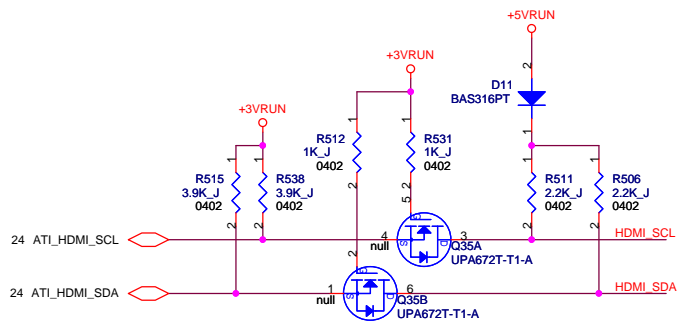 +5VRUN
+3VRUN
2
D11
BAS316PT
+3VRUN
1
1
1
R512
1K_J
0402
R531
1K_J
0402
1
1
1
1
R515
3.9K_J
0402
R538
3.9K_J
0402
2
2
R511
2.2K_J
0402
R506
2.2K_J
0402
2
2
5
2
2
G
24 ATI_HDMI_SCL
4
null
S
D
3
HDMI_SCL
Q35A
UPA672T-T1-A
2
G
24 ATI_HDMI_SDA
1
null
S
D
6
HDMI_SDA
Q35B
UPA672T-T1-A